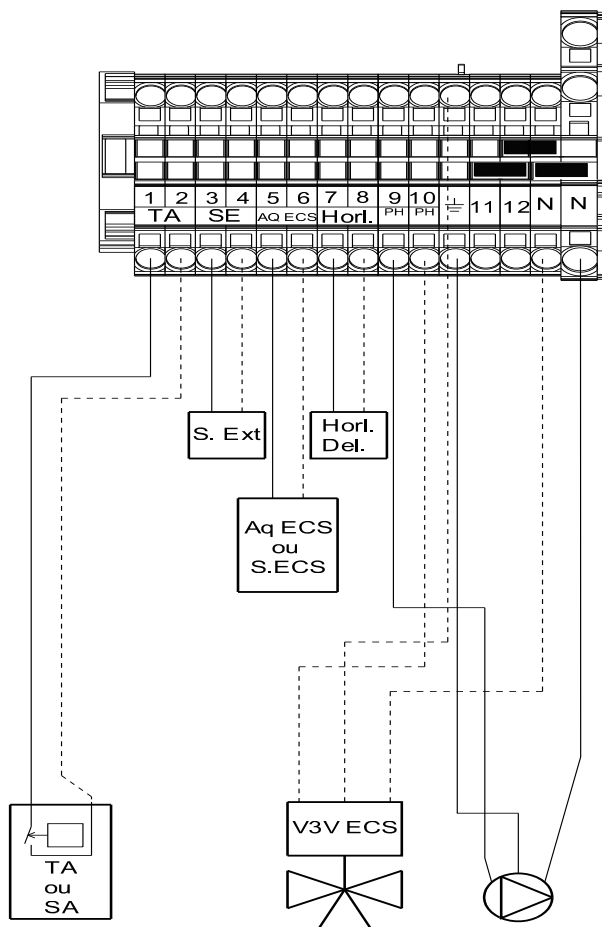 1 2 3 4 5 6 7 8 9 10 11 12 N N
TA SE AQ ECS Horl. PH PH
S. Ext
Horl.
Del.
Aq ECS
ou
S.ECS
V3V ECS
TA
ou
SA